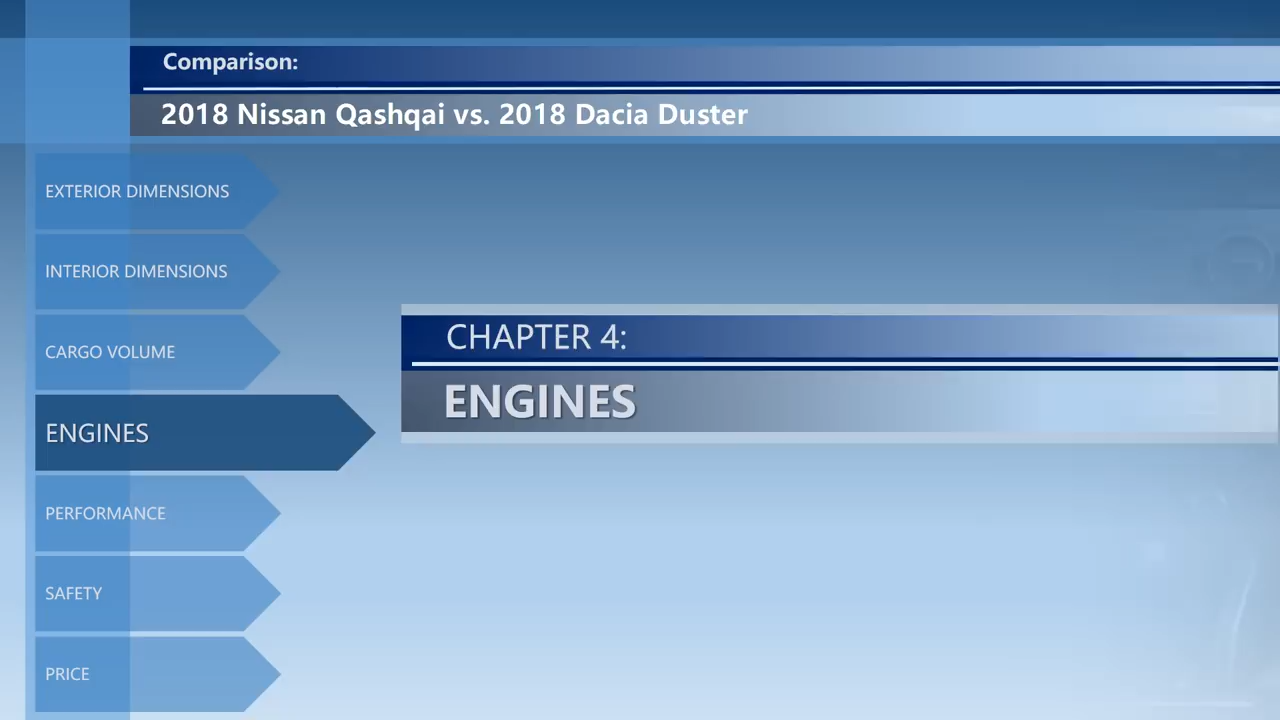 Comparison:
2018 Nissan Qashqai vs. 2018 Dacia Duster
EXTERIOR DIMENSIONS
INTERIOR DIMENSIONS
CARGO VOLUME
ENGINES
PERFORMANCE
SAFETY
PRICE
CHAPTER 4:
ENGINES